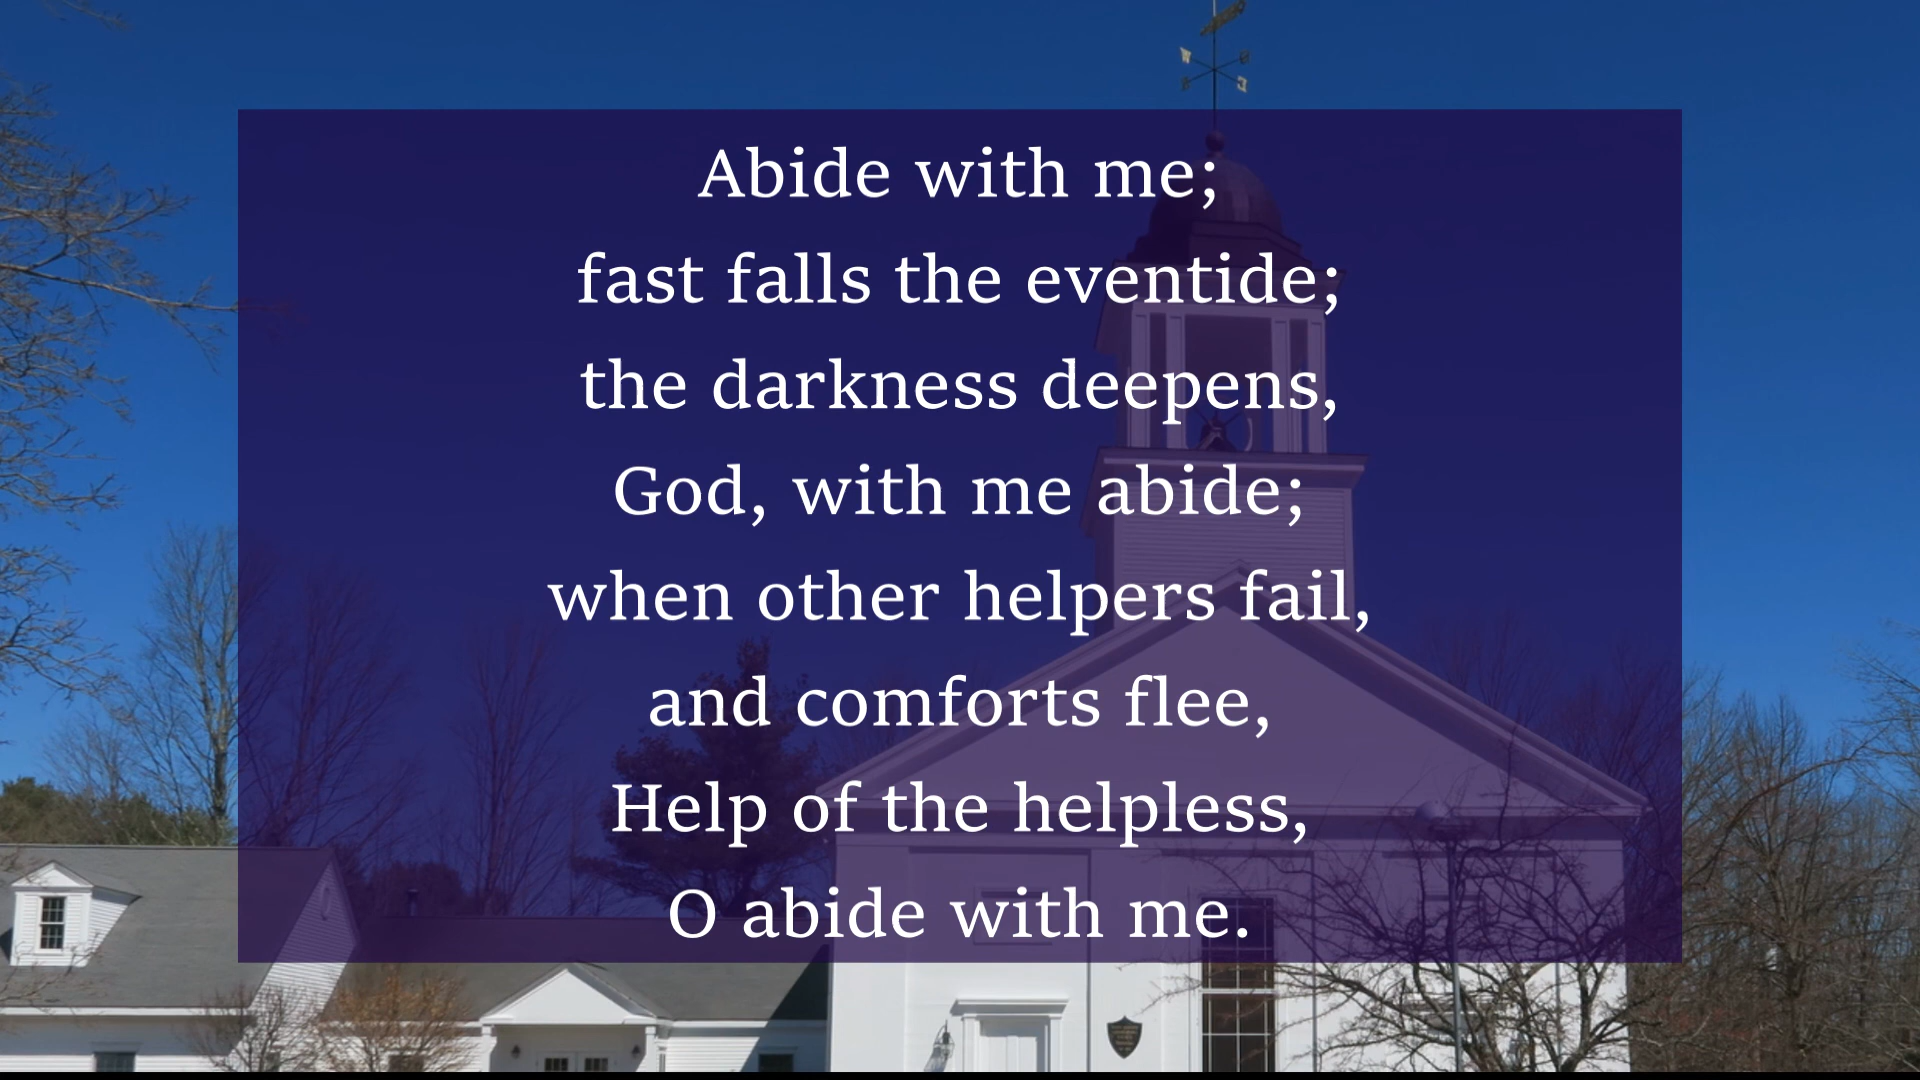 Abide with me;
fast falls the eventide;
the darkness deepens,
God, with me abide;
when other helpers fail,
and comforts flee,
Help of the helpless,
O abide with me.